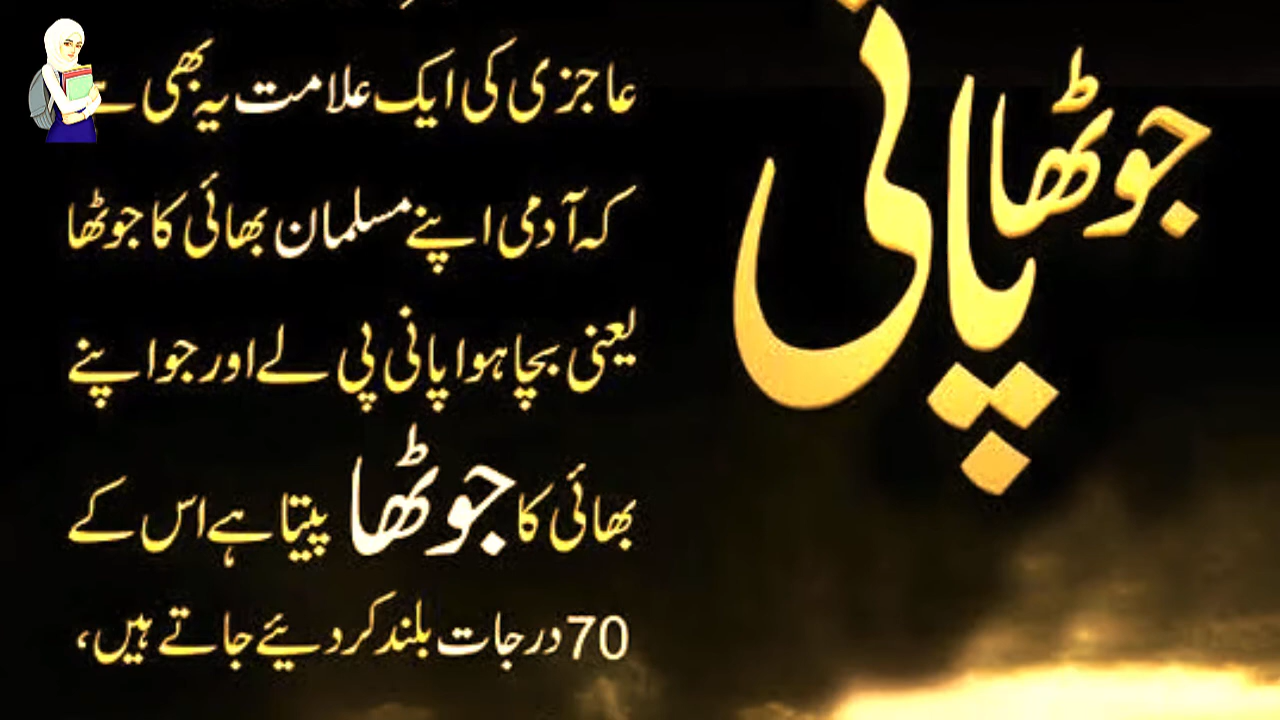 جوٹھا
پانی
عاجزی کی ایک علامت یہ بھی ہے
کہ آدمی اپنے مسلمان بھائی کا جوٹھا
یعنی بچا ہوا پانی پی لے اور جو اپنے
بھائی کا جوٹھا پیتا ہے اس کے
70 درجات بلند کر دیئے جاتے ہیں،